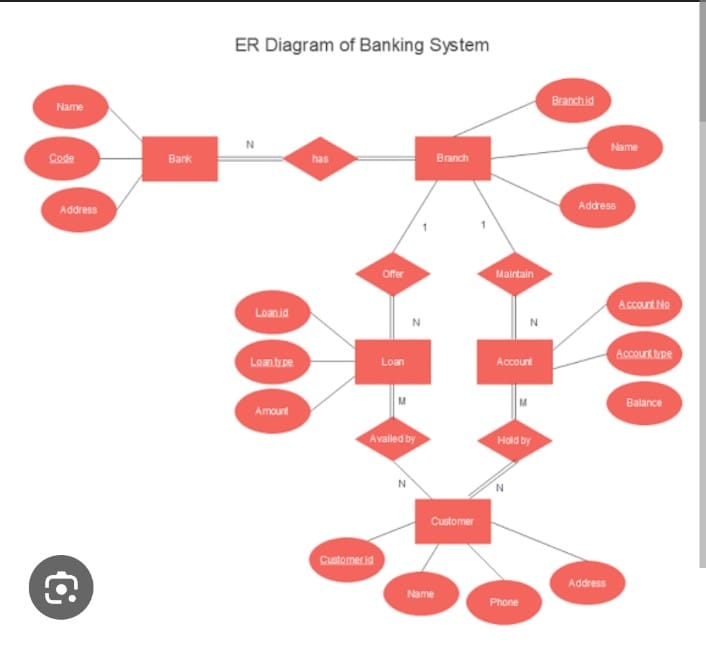 ER Diagram of Banking System
Name
Code
Address
Bank
N
has
Branch
Branch id
Name
Address
1
1
Offer
Maintain
N
N
Loan id
Loan type
Amount
Loan
Account
Account No
Account type
Balance
M
M
Availed by
Hold by
N
N
Customer
Customer id
Name
Phone
Address